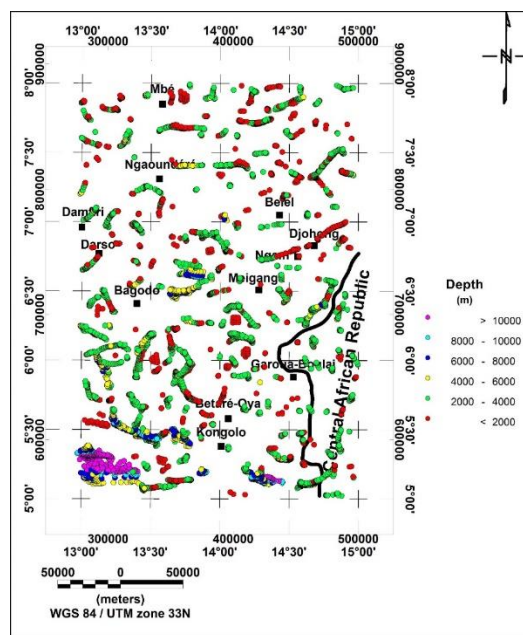 13°00' 13°30' 14°00' 14°30' 15°00'
300000 400000 500000
900000
8°00'
8°00'
900000
Mbé
7°30'
7°30'
Ngaoundéré
800000
800000
7°00'
7°00'
Belel
Djohong
Darso
6°30'
6°30'
Bagodo
Meigang
700000
700000
6°00'
6°00'
Garoua-Boulai
Central African Republic
Betaré-Oya
5°30'
5°30'
600000
600000
Kongolo
5°00'
5°00'
13°00' 13°30' 14°00' 14°30' 15°00'
300000 400000 500000
N
Depth
(m)
> 10000
8000 - 10000
6000 - 8000
4000 - 6000
2000 - 4000
< 2000
50000 0 50000
(meters)
WGS 84 / UTM zone 33N